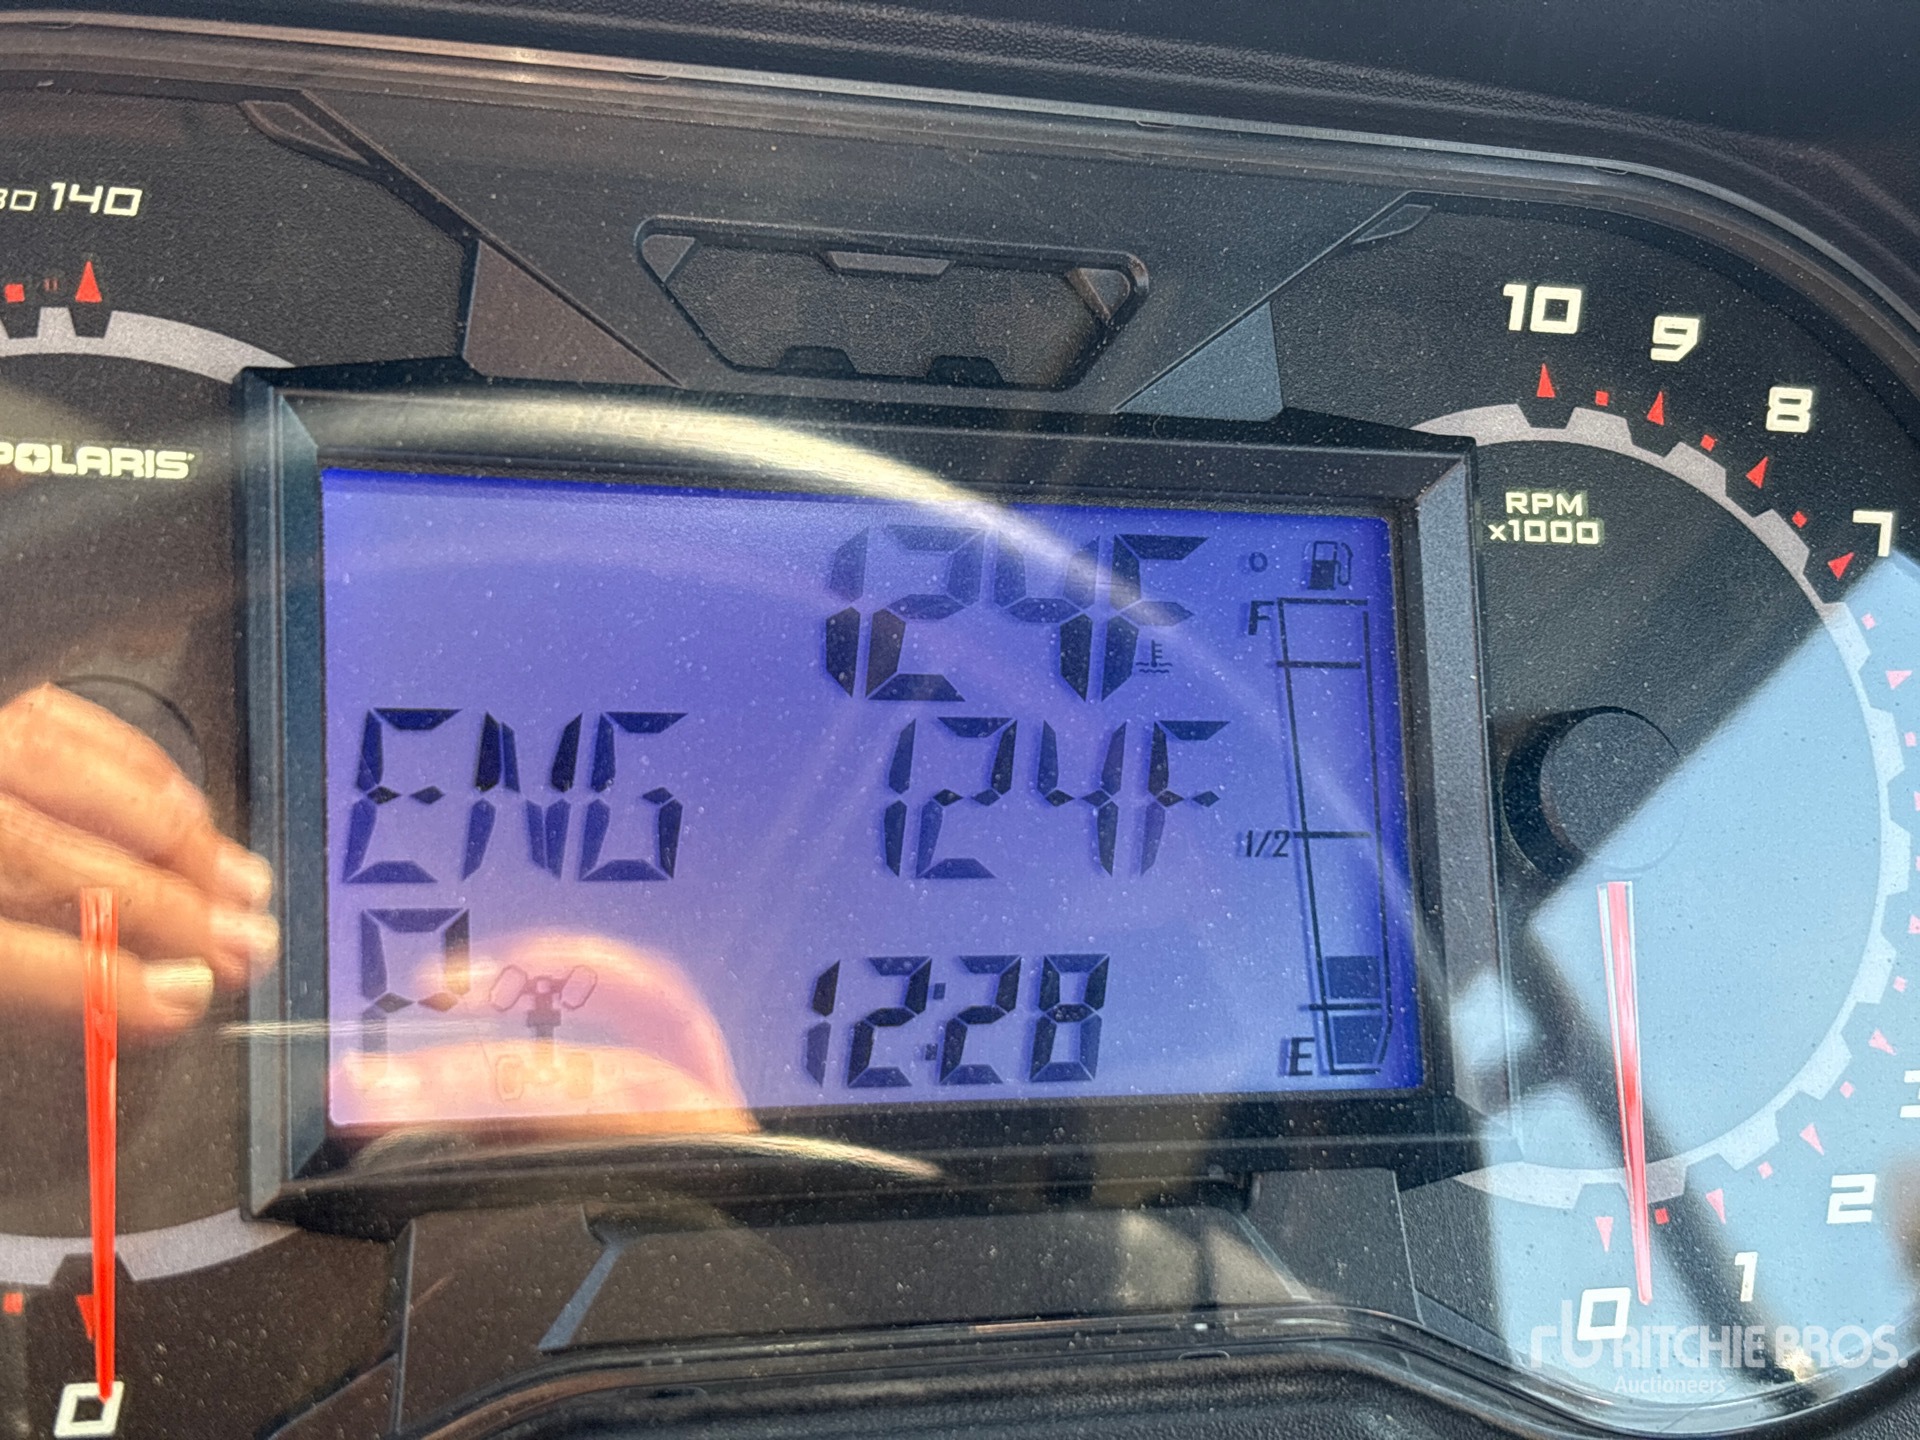 140
10
9
8
7
POLARIS
RPM
x1000
124F °
F
ENG 124F
1/2
P 12:28
E
2
1
0
0
RITCHIE BROS.
Auctioneers